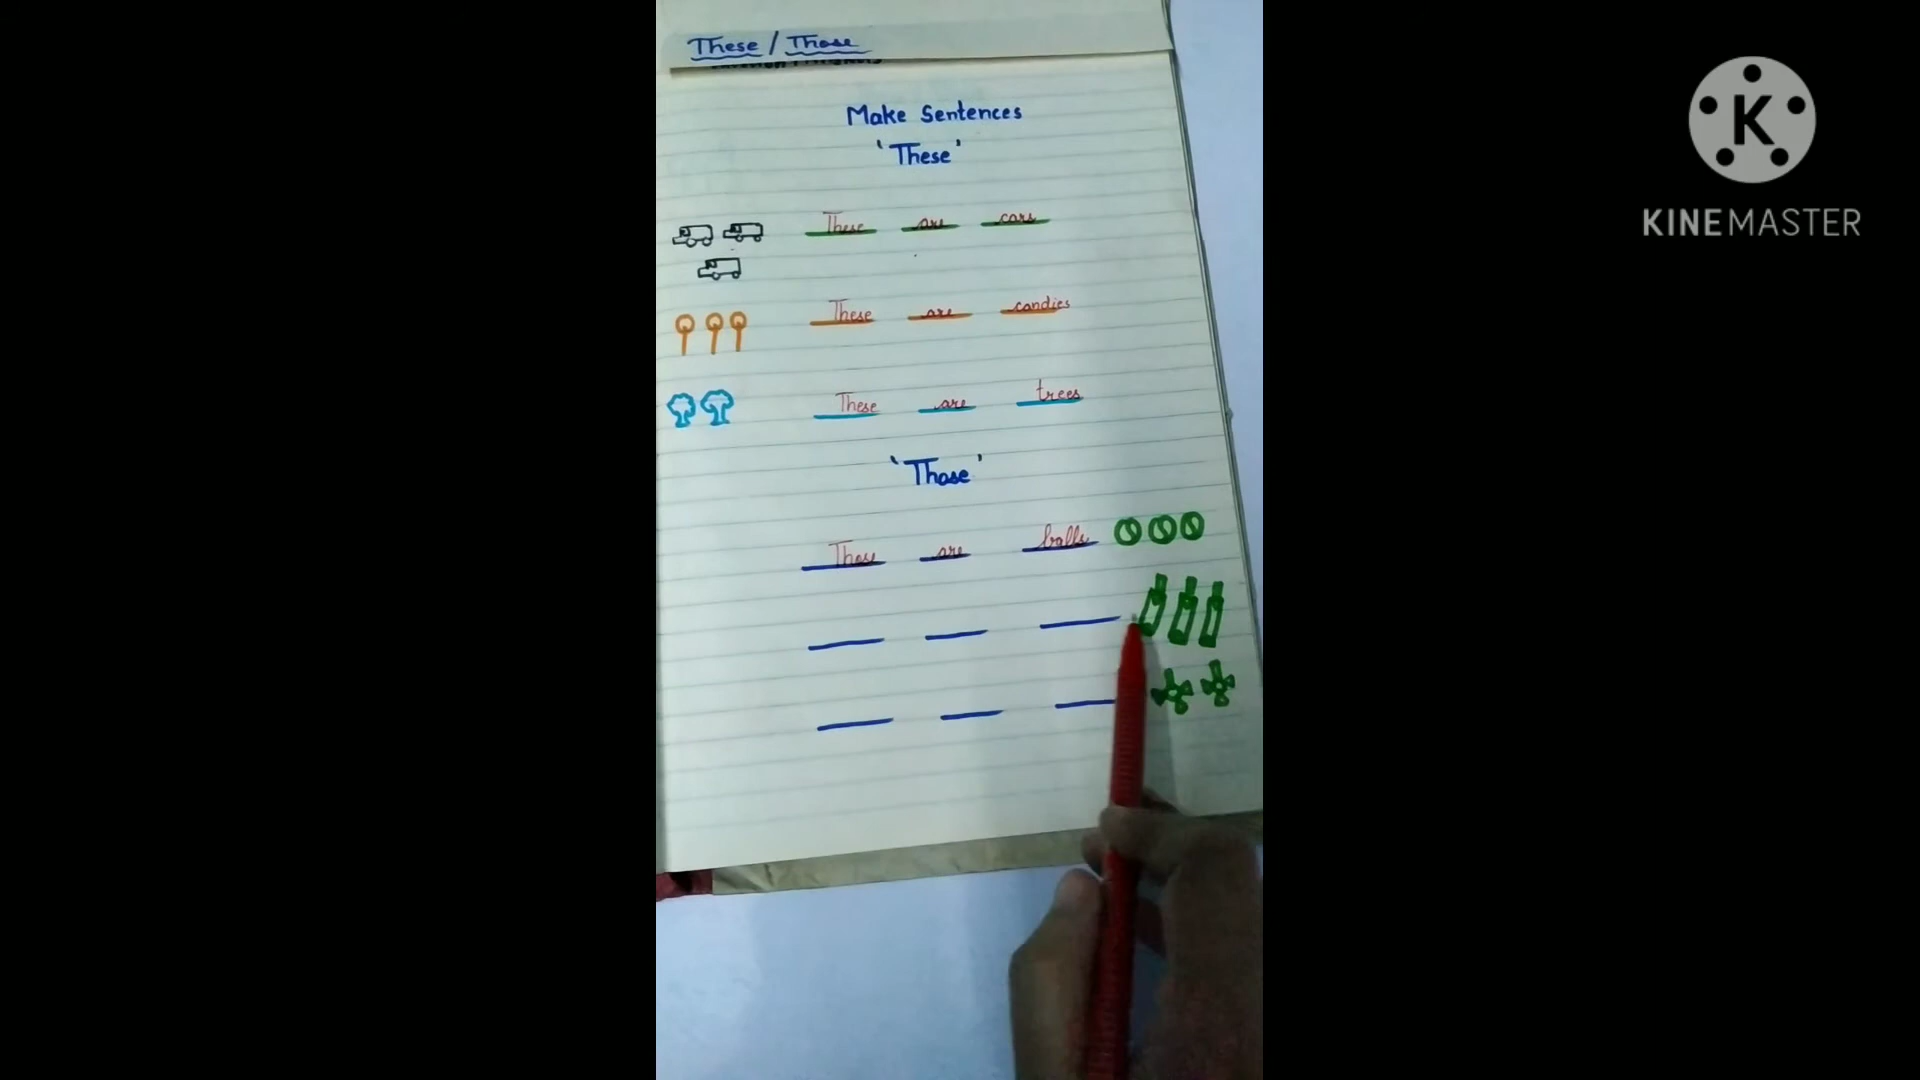 These / Those
Make Sentences
'These'
These are cars
These are candies
These are trees
'Those'
Those are balls
K
KINEMASTER